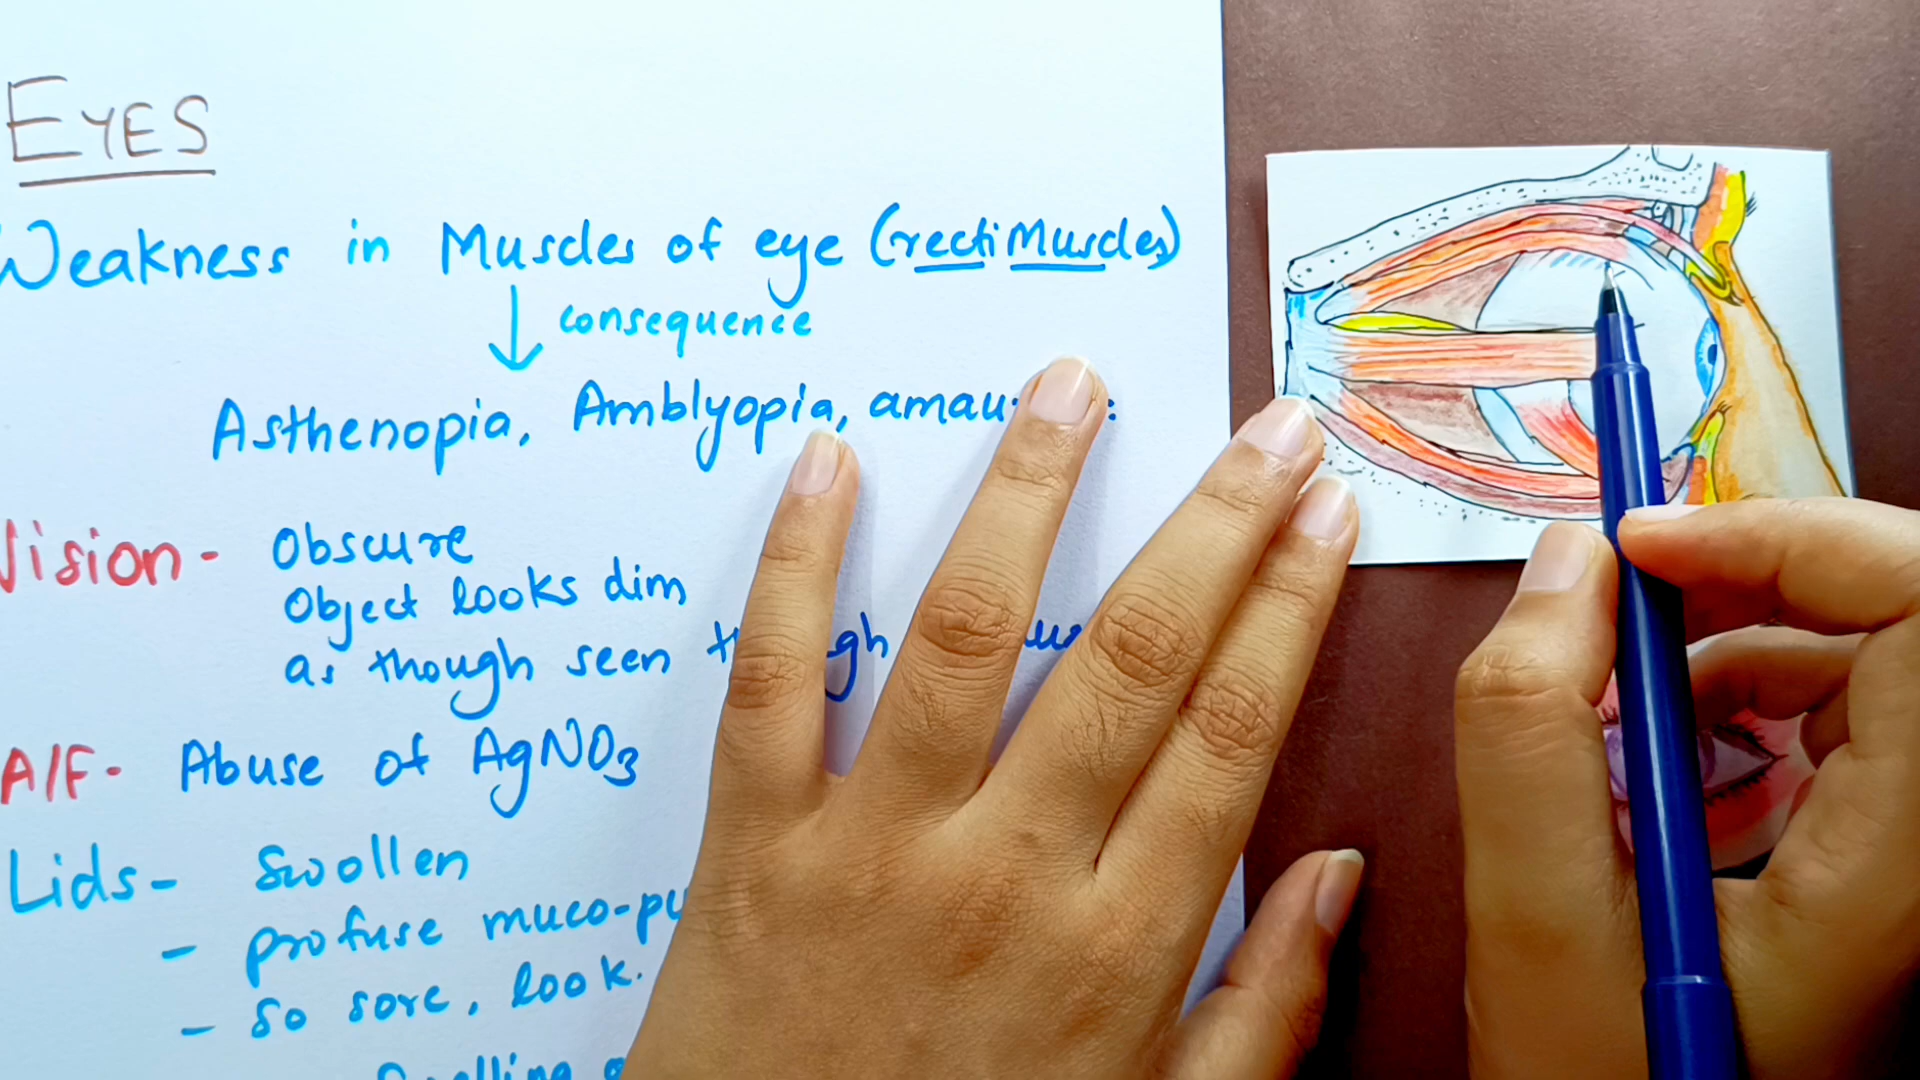 EYES
Weakness in Muscles of eye (recti Muscles)
consequence
Asthenopia, Amblyopia,
Vision - Obscure
Object looks dim
as though seen
A/F - Abuse of AgNO3
Lids - Swollen
- profuse
- so sore, look.